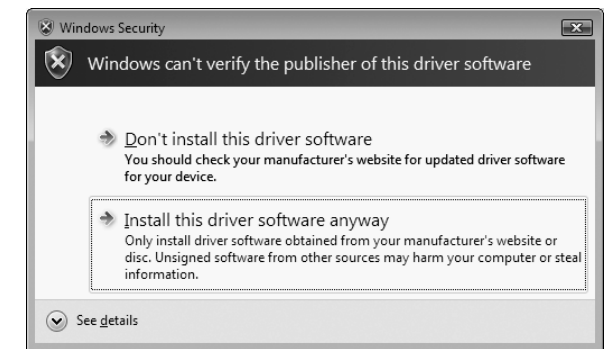 Windows Security
Windows can't verify the publisher of this driver software
Don't install this driver software
You should check your manufacturer's website for updated driver software
for your device.
Install this driver software anyway
Only install driver software obtained from your manufacturer's website or
disc. Unsigned software from other sources may harm your computer or steal
information.
See details